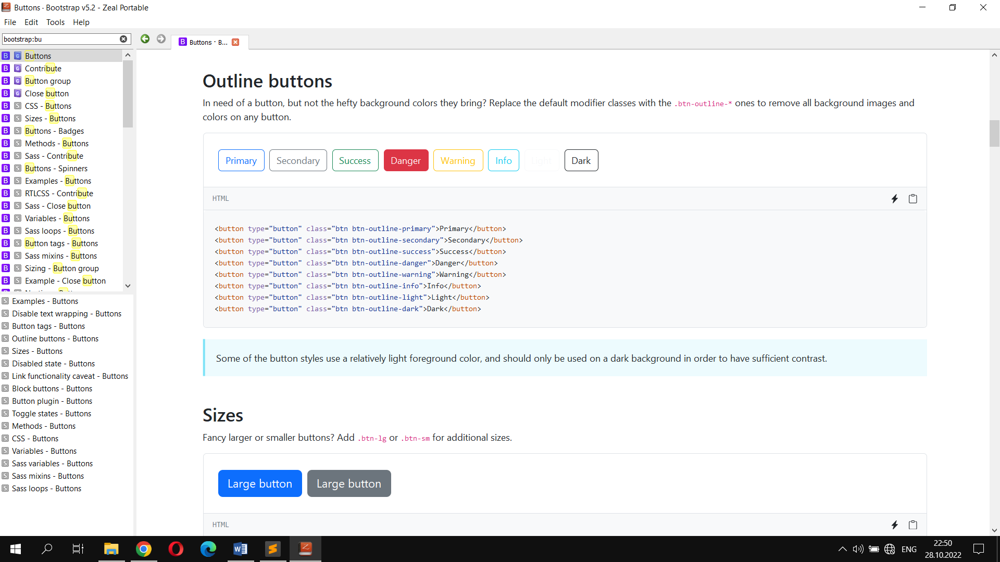 Buttons · Bootstrap v5.2 - Zeal Portable
File Edit Tools Help
bootstrap:bu
Buttons · B...
Buttons
Contribute
Button group
Close button
CSS - Buttons
Sizes - Buttons
Buttons - Badges
Methods - Buttons
Sass - Contribute
Buttons - Spinners
Examples - Buttons
RTLCSS - Contribute
Sass - Close button
Variables - Buttons
Sass loops - Buttons
Button tags - Buttons
Sass mixins - Buttons
Sizing - Button group
Example - Close button
Examples - Buttons
Disable text wrapping - Buttons
Button tags - Buttons
Outline buttons - Buttons
Sizes - Buttons
Disabled state - Buttons
Link functionality caveat - Buttons
Block buttons - Buttons
Button plugin - Buttons
Toggle states - Buttons
Methods - Buttons
CSS - Buttons
Variables - Buttons
Sass variables - Buttons
Sass mixins - Buttons
Sass loops - Buttons
Outline buttons
In need of a button, but not the hefty background colors they bring? Replace the default modifier classes with the .btn-outline-* ones to remove all background images and
colors on any button.
Primary Secondary Success Danger Warning Info Light Dark
HTML
<button type="button" class="btn btn-outline-primary">Primary</button>
<button type="button" class="btn btn-outline-secondary">Secondary</button>
<button type="button" class="btn btn-outline-success">Success</button>
<button type="button" class="btn btn-outline-danger">Danger</button>
<button type="button" class="btn btn-outline-warning">Warning</button>
<button type="button" class="btn btn-outline-info">Info</button>
<button type="button" class="btn btn-outline-light">Light</button>
<button type="button" class="btn btn-outline-dark">Dark</button>
Some of the button styles use a relatively light foreground color, and should only be used on a dark background in order to have sufficient contrast.
Sizes
Fancy larger or smaller buttons? Add .btn-lg or .btn-sm for additional sizes.
Large button Large button
HTML
ENG
22:50
28.10.2022